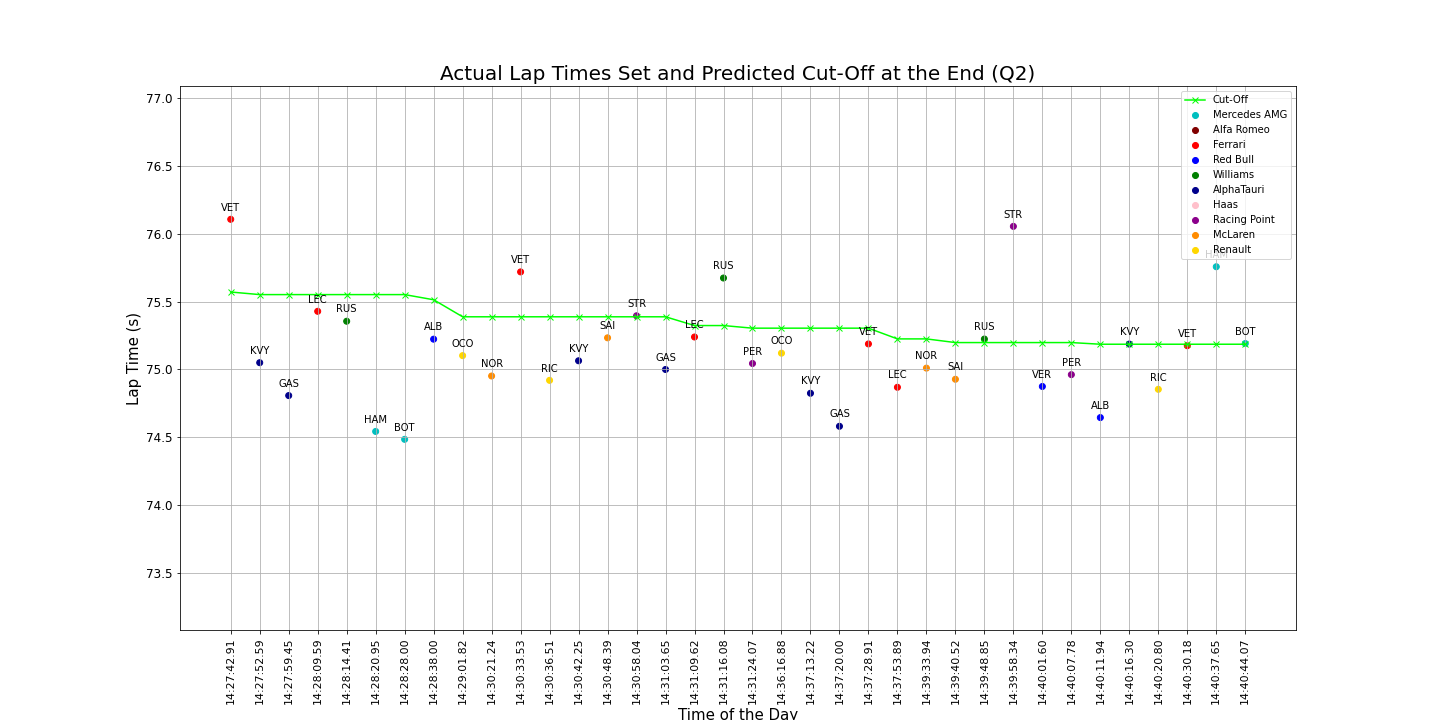 Actual Lap Times Set and Predicted Cut-Off at the End (Q2)
Lap Time (s)
77.0
76.5
76.0
75.5
75.0
74.5
74.0
73.5
Cut-Off
Mercedes AMG
Alfa Romeo
Ferrari
Red Bull
Williams
AlphaTauri
Haas
Racing Point
McLaren
Renault
VET
KVY
GAS
LEC
RUS
HAM
BOT
ALB
OCO
NOR
VET
RIC
KVY
SAI
STR
GAS
LEC
RUS
PER
OCO
KVY
GAS
VET
LEC
NOR
SAI
RUS
STR
VER
PER
ALB
KVY
RIC
VET
HAM
BOT
14:27:42.91
14:27:52.59
14:27:59.45
14:28:09.59
14:28:14.41
14:28:20.95
14:28:28.00
14:28:38.00
14:29:01.82
14:30:21.24
14:30:33.53
14:30:36.51
14:30:42.25
14:30:48.39
14:30:58.04
14:31:03.65
14:31:09.62
14:31:16.08
14:31:24.07
14:36:16.88
14:37:13.22
14:37:20.00
14:37:28.91
14:37:53.89
14:39:33.94
14:39:40.52
14:39:48.85
14:39:58.34
14:40:01.60
14:40:07.78
14:40:11.94
14:40:16.30
14:40:20.80
14:40:30.18
14:40:37.65
14:40:44.07
Time of the Day